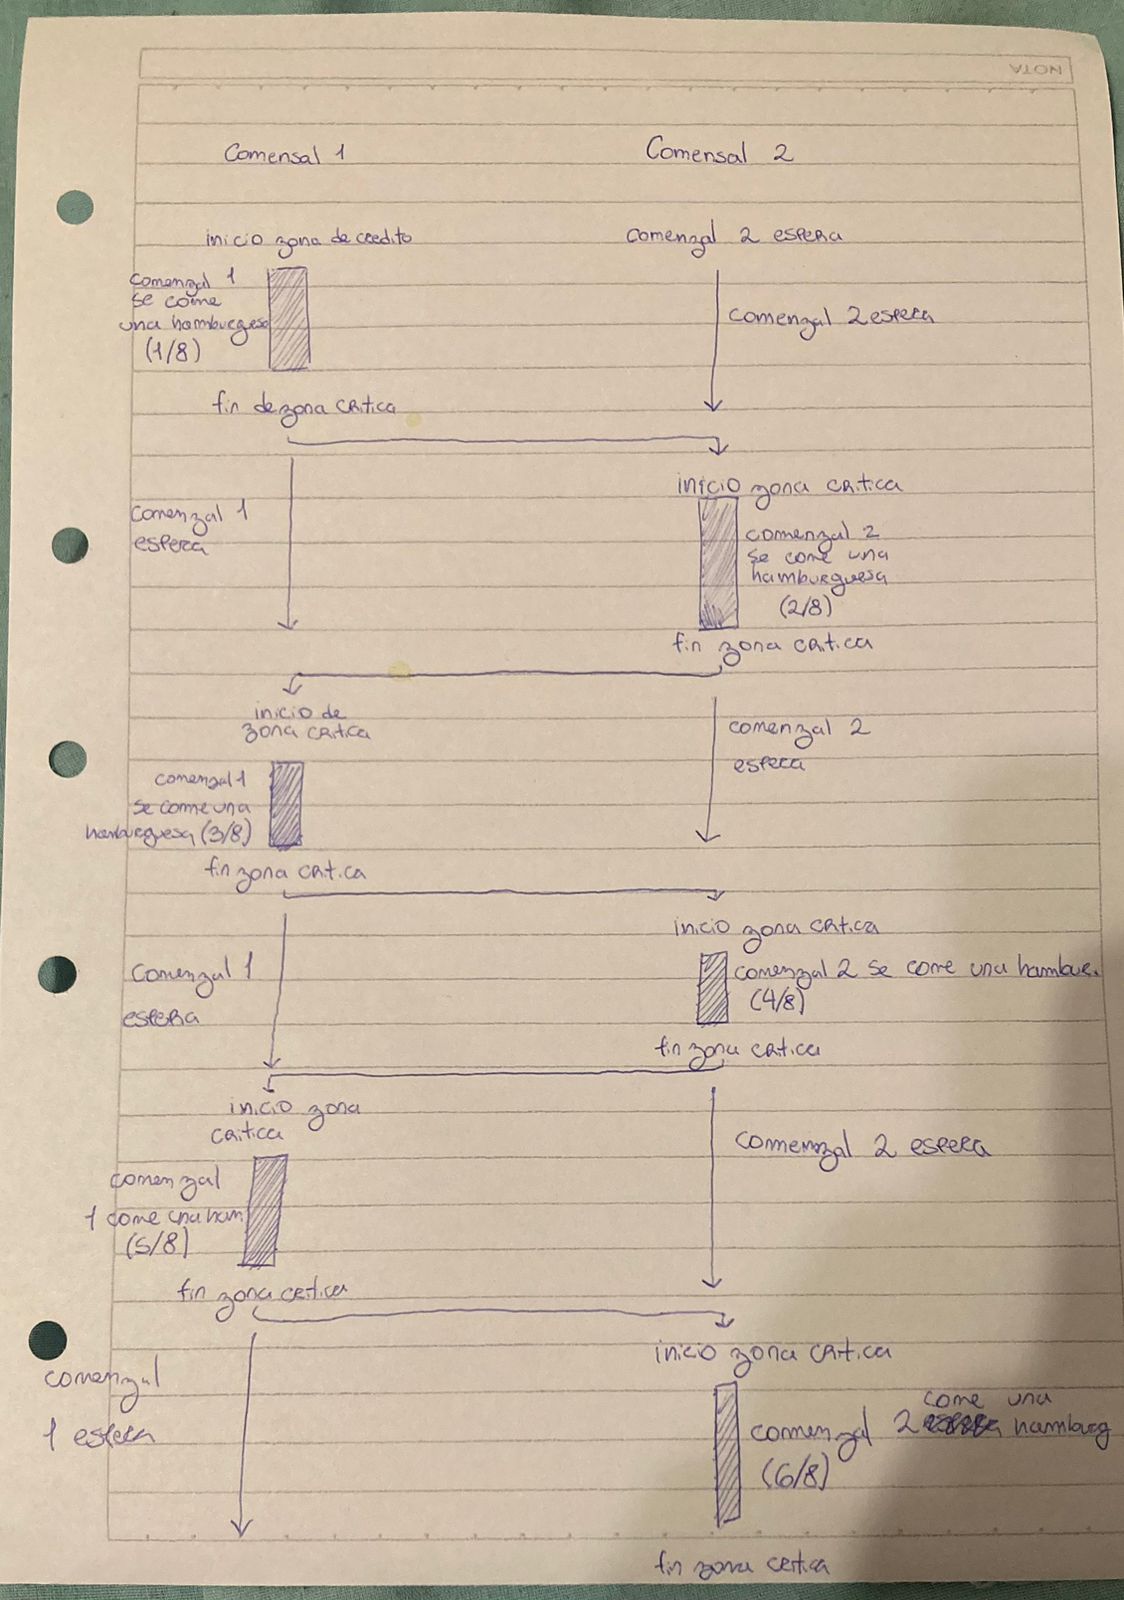 NOTA
Comensal 1
Comensal 2
inicio zona de credito
comenzal 2 espera
comenzal 1
se come
una hamburgesa
(1/8)
comenzal 2 espera
fin de zona critica
inicio zona critica
comenzal 1
espera
comenzal 2
se come una
hamburguesa
(2/8)
fin zona critica
inicio de
zona critica
comenzal 2
espera
comenzal 1
se come una
hamburguesa (3/8)
fin zona critica
inicio zona critica
comenzal 1
espera
comenzal 2 se come una hambur.
(4/8)
fin zona critica
inicio zona
critica
comenzal 2 espera
comenzal
1 come una ham
(5/8)
fin zona critica
inicio zona critica
comenzal
1 espera
come una
comenzal 2 hamburg
(6/8)
fin zona critica